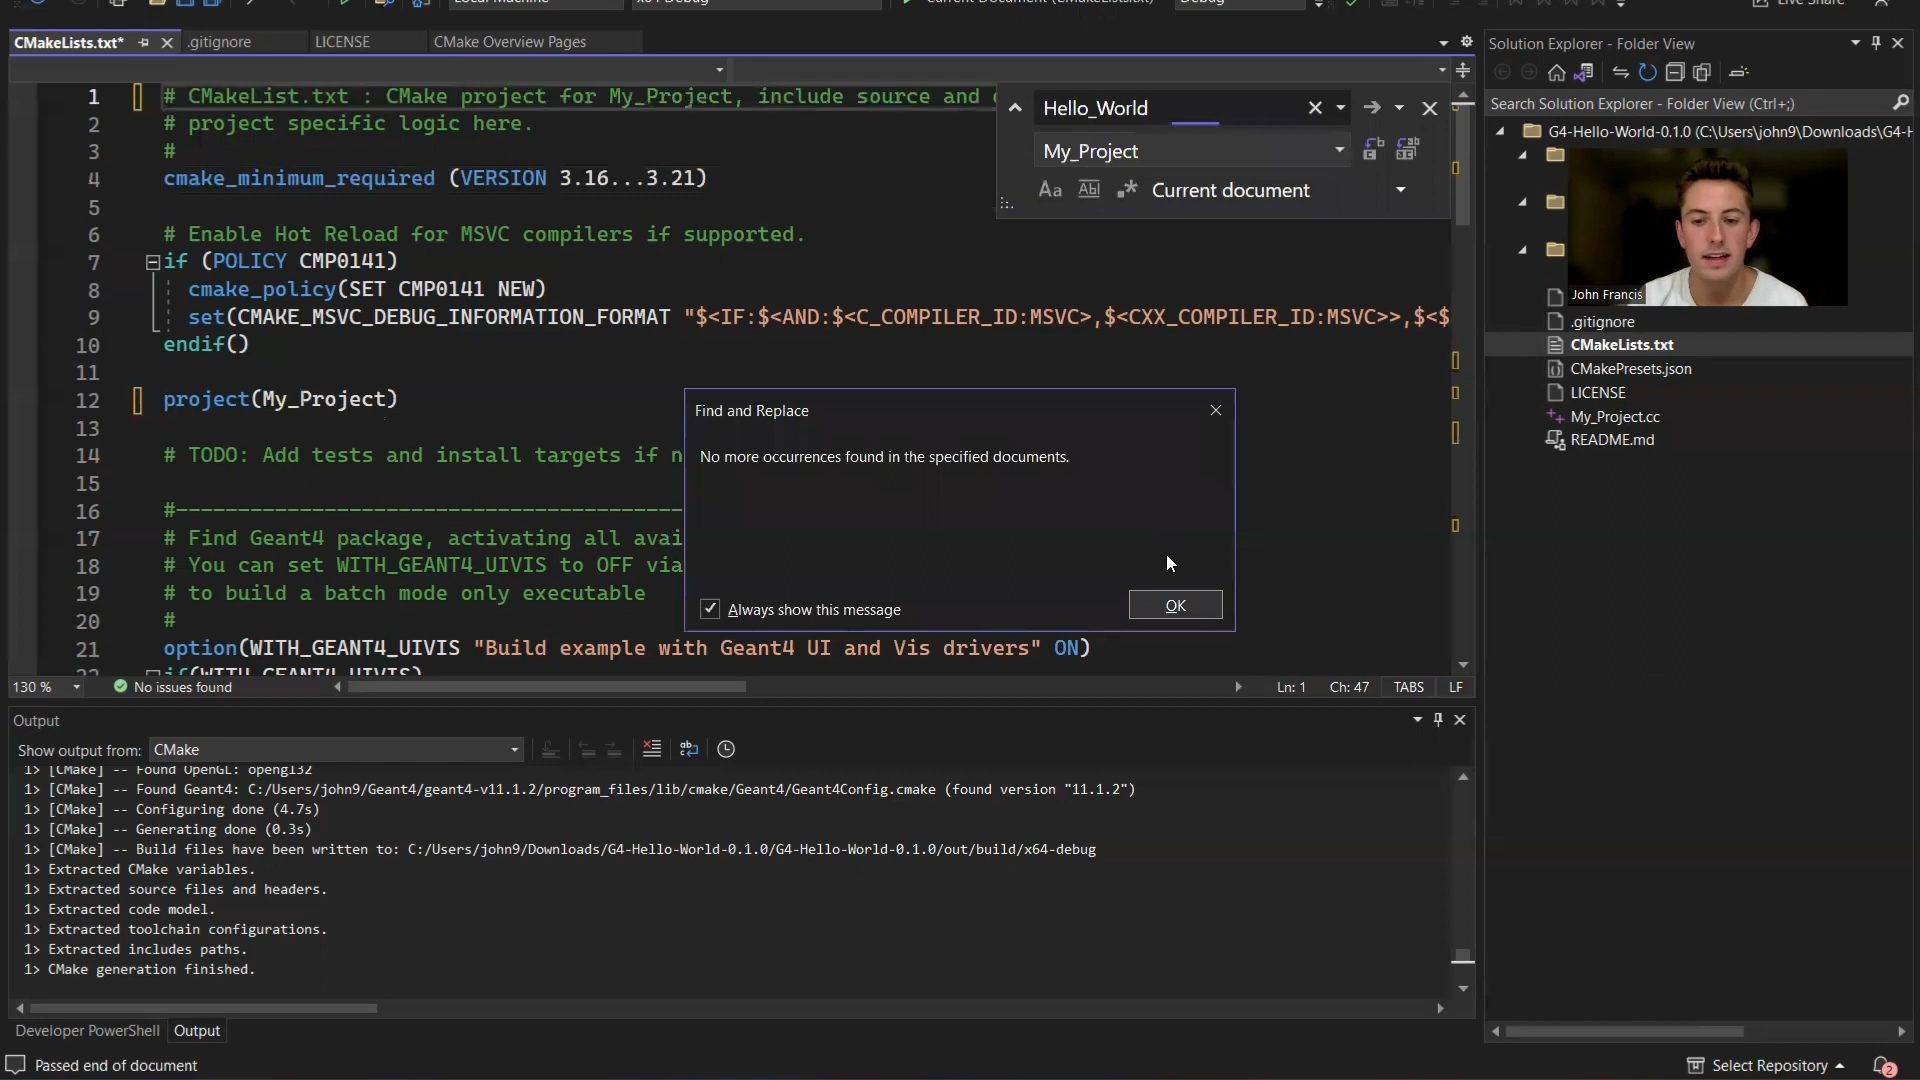 CMakeLists.txt*
.gitignore
LICENSE
CMake Overview Pages
1 # CMakeList.txt : CMake project for My_Project, include source and
2 # project specific logic here.
3 #
4 cmake_minimum_required (VERSION 3.16...3.21)
5
6 # Enable Hot Reload for MSVC compilers if supported.
7 if (POLICY CMP0141)
8 cmake_policy(SET CMP0141 NEW)
9 set(CMAKE_MSVC_DEBUG_INFORMATION_FORMAT "$<IF:$<AND:$<C_COMPILER_ID:MSVC>,$<CXX_COMPILER_ID:MSVC>>,$<$
10 endif()
11
12 project(My_Project)
13
14 # TODO: Add tests and install targets if n
15
16 #------------------------------------------
17 # Find Geant4 package, activating all avai
18 # You can set WITH_GEANT4_UIVIS to OFF via
19 # to build a batch mode only executable
20 #
21 option(WITH_GEANT4_UIVIS "Build example with Geant4 UI and Vis drivers" ON)
22 if(WITH_GEANT4_UIVIS)
Hello_World
My_Project
Aa Abl .* Current document
Find and Replace
No more occurrences found in the specified documents.
Always show this message
OK
130 %
No issues found
Ln: 1 Ch: 47 TABS LF
Output
Show output from: CMake
1> [CMake] -- Found OpenGL: opengl32
1> [CMake] -- Found Geant4: C:/Users/john9/Geant4/geant4-v11.1.2/program_files/lib/cmake/Geant4/Geant4Config.cmake (found version "11.1.2")
1> [CMake] -- Configuring done (4.7s)
1> [CMake] -- Generating done (0.3s)
1> [CMake] -- Build files have been written to: C:/Users/john9/Downloads/G4-Hello-World-0.1.0/G4-Hello-World-0.1.0/out/build/x64-debug
1> Extracted CMake variables.
1> Extracted source files and headers.
1> Extracted code model.
1> Extracted toolchain configurations.
1> Extracted includes paths.
1> CMake generation finished.
Developer PowerShell
Output
Passed end of document
Solution Explorer - Folder View
Search Solution Explorer - Folder View (Ctrl+;)
G4-Hello-World-0.1.0 (C:\Users\john9\Downloads\G4-H
John Francis
.gitignore
CMakeLists.txt
CMakePresets.json
LICENSE
My_Project.cc
README.md
Select Repository
2